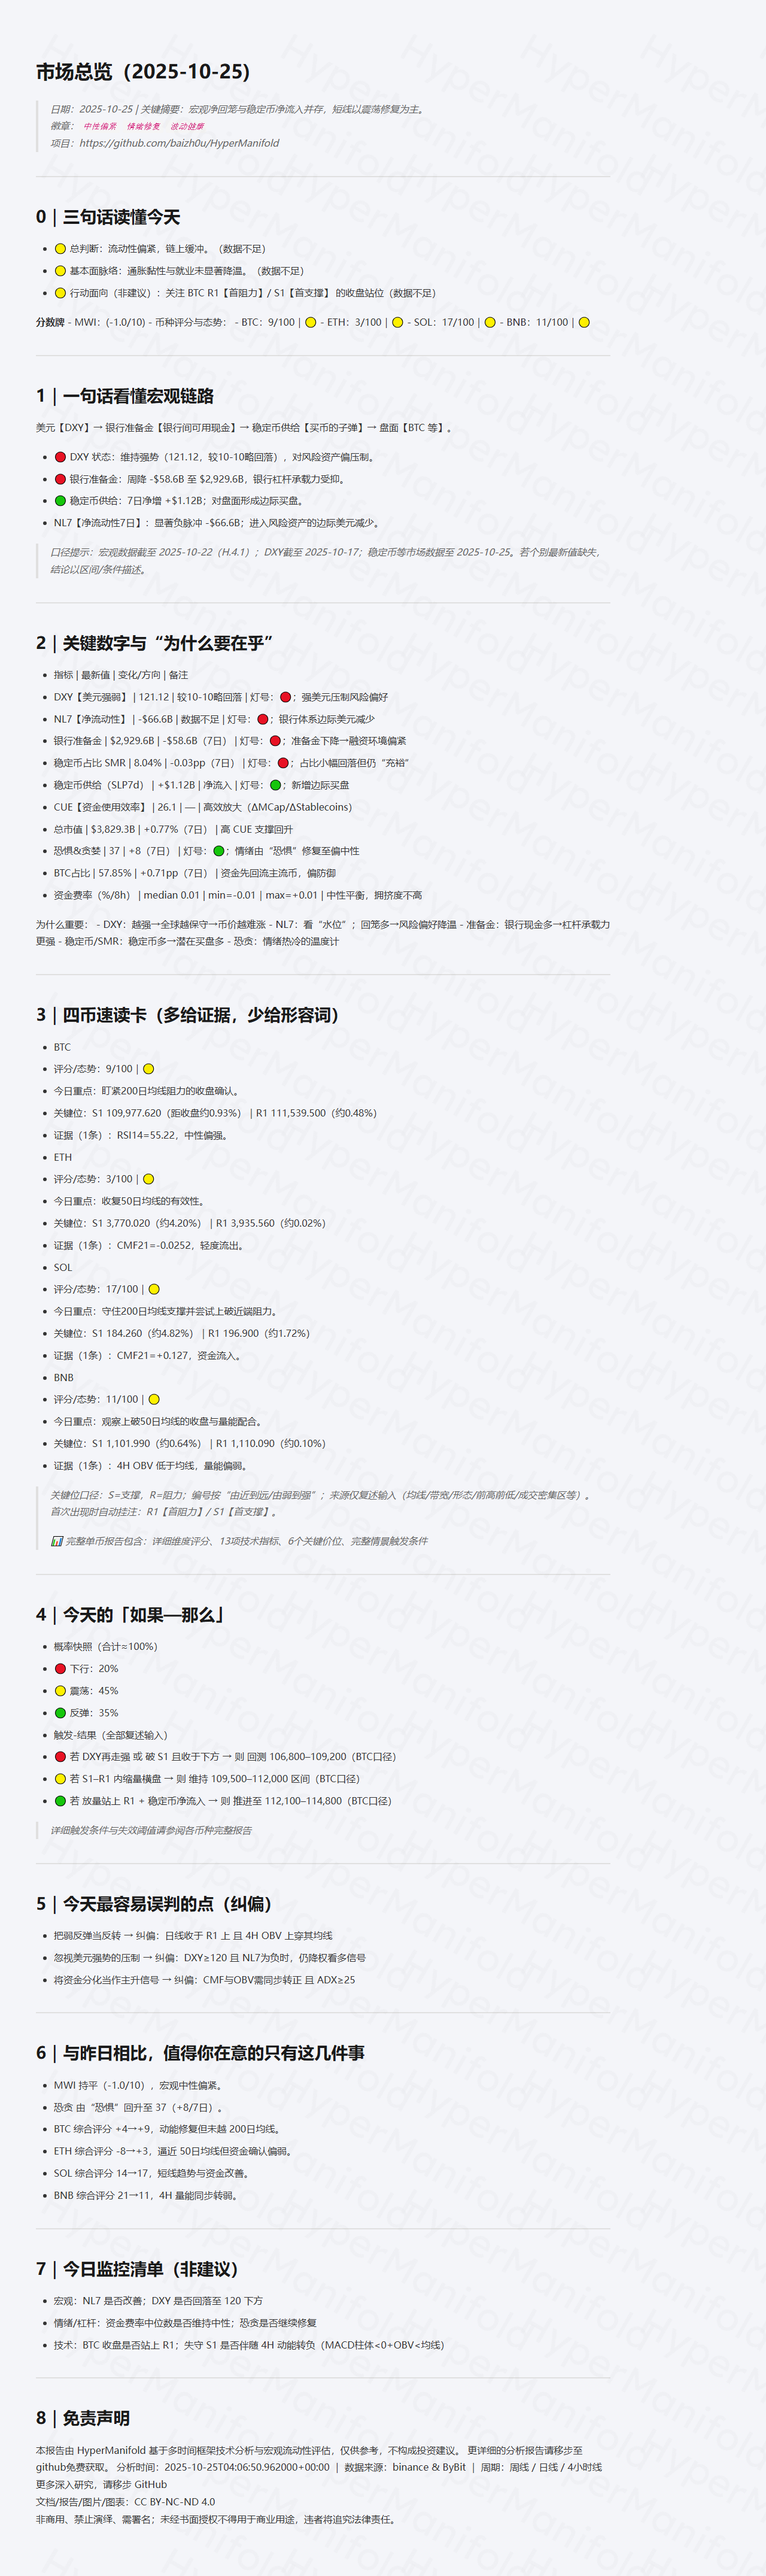 市场总览（2025-10-25)
日期：2025-10-25 | 关键摘要：宏观净回笼与稳定币净流入并存，短线以震荡修复为主。
徽章： 中性偏紧 情绪修复 波动健康
项目：https://github.com/baizh0u/HyperManifold
0 | 三句话读懂今天
总判断：流动性偏紧，链上缓冲。（数据不足）
基本面脉络：通胀黏性与就业未显著降温。（数据不足）
行动面向（非建议）：关注 BTC R1【首阻力】/ S1【首支撑】 的收盘站位（数据不足）
分数牌 - MWI：(-1.0/10) - 币种评分与态势： - BTC：9/100 | 🟡 - ETH：3/100 | 🟡 - SOL：17/100 | 🟡 - BNB：11/100 | 🟡
1 | 一句话看懂宏观链路
美元【DXY】→ 银行准备金【银行间可用现金】→ 稳定币供给【买币的子弹】→ 盘面【BTC 等】。
🔴 DXY 状态：维持强势（121.12，较10-10略回落），对风险资产偏压制。
🔴 银行准备金：周降 -$58.6B 至 $2,929.6B，银行杠杆承载力受抑。
🟢 稳定币供给：7日净增 +$1.12B；对盘面形成边际买盘。
NL7【净流动性7日】：显著负脉冲 -$66.6B；进入风险资产的边际美元减少。
口径提示：宏观数据截至 2025-10-22（H.4.1）；DXY截至 2025-10-17；稳定币等市场数据至 2025-10-25。若个别最新值缺失，
结论以区间/条件描述。
2 | 关键数字与“为什么要在乎”
指标 | 最新值 | 变化/方向 | 备注
DXY【美元强弱】 | 121.12 | 较10-10略回落 | 灯号：🔴；强美元压制风险偏好
NL7【净流动性】 | -$66.6B | 数据不足 | 灯号：🔴；银行体系边际美元减少
银行准备金 | $2,929.6B | -$58.6B（7日） | 灯号：🔴；准备金下降→融资环境偏紧
稳定币占比 SMR | 8.04% | -0.03pp（7日） | 灯号：🔴；占比小幅回落但仍“充裕”
稳定币供给（SLP7d） | +$1.12B | 净流入 | 灯号：🟢；新增边际买盘
CUE【资金使用效率】 | 26.1 | — | 高效放大（ΔMCap/ΔStablecoins）
总市值 | $3,829.3B | +0.77%（7日） | 高 CUE 支撑回升
恐惧&贪婪 | 37 | +8（7日） | 灯号：🟢；情绪由“恐惧”修复至偏中性
BTC占比 | 57.85% | +0.71pp（7日） | 资金先回流主流币，偏防御
资金费率（%/8h） | median 0.01 | min=-0.01 | max=+0.01 | 中性平衡，拥挤度不高
为什么重要： - DXY：越强→全球越保守→币价越难涨 - NL7：看“水位”；回笼多→风险偏好降温 - 准备金：银行现金多→杠杆承载力
更强 - 稳定币/SMR：稳定币多→潜在买盘多 - 恐贪：情绪热冷的温度计
3 | 四币速读卡（多给证据，少给形容词）
BTC
评分/态势：9/100 | 🟡
今日重点：盯紧200日均线阻力的收盘确认。
关键位：S1 109,977.620（距收盘约0.93%） | R1 111,539.500（约0.48%）
证据（1条）：RSI14=55.22，中性偏强。
ETH
评分/态势：3/100 | 🟡
今日重点：收复50日均线的有效性。
关键位：S1 3,770.020（约4.20%） | R1 3,935.560（约0.02%）
证据（1条）：CMF21=-0.0252，轻度流出。
SOL
评分/态势：17/100 | 🟡
今日重点：守住200日均线支撑并尝试上破近端阻力。
关键位：S1 184.260（约4.82%） | R1 196.900（约1.72%）
证据（1条）：CMF21=+0.127，资金流入。
BNB
评分/态势：11/100 | 🟡
今日重点：观察上破50日均线的收盘与量能配合。
关键位：S1 1,101.990（约0.64%） | R1 1,110.090（约0.10%）
证据（1条）：4H OBV 低于均线，量能偏弱。
关键位口径：S=支撑，R=阻力；编号按“由近到远/由弱到强”；来源仅复述输入（均线/带宽/形态/前高前低/成交密集区等）。
首次出现时自动挂注：R1【首阻力】/ S1【首支撑】。
📊 完整单币报告包含：详细维度评分、13项技术指标、6个关键价位、完整情景触发条件
4 | 今天的「如果—那么」
概率快照（合计≈100%）
🔴 下行：20%
🟡 震荡：45%
🟢 反弹：35%
触发-结果（全部复述输入）
🔴 若 DXY再走强 或 破 S1 且收于下方 → 则 回测 106,800–109,200（BTC口径）
🟡 若 S1–R1 内缩量横盘 → 则 维持 109,500–112,000 区间（BTC口径）
🟢 若 放量站上 R1 + 稳定币净流入 → 则 推进至 112,100–114,800（BTC口径）
详细触发条件与失效阈值请参阅各币种完整报告
5 | 今天最容易误判的点（纠偏）
把弱反弹当反转 → 纠偏：日线收于 R1 上 且 4H OBV 上穿其均线
忽视美元强势的压制 → 纠偏：DXY≥120 且 NL7为负时，仍降权看多信号
将资金分化当作主升信号 → 纠偏：CMF与OBV需同步转正 且 ADX≥25
6 | 与昨日相比，值得你在意的只有这几件事
MWI 持平（-1.0/10），宏观中性偏紧。
恐贪 由“恐惧”回升至 37（+8/7日）。
BTC 综合评分 +4→+9，动能修复但未越 200日均线。
ETH 综合评分 -8→+3，逼近 50日均线但资金确认偏弱。
SOL 综合评分 14→17，短线趋势与资金改善。
BNB 综合评分 21→11，4H 量能同步转弱。
7 | 今日监控清单（非建议）
宏观：NL7 是否改善；DXY 是否回落至 120 下方
情绪/杠杆：资金费率中位数是否维持中性；恐贪是否继续修复
技术：BTC 收盘是否站上 R1；失守 S1 是否伴随 4H 动能转负（MACD柱体<0+OBV<均线）
8 | 免责声明
本报告由 HyperManifold 基于多时间框架技术分析与宏观流动性评估，仅供参考，不构成投资建议。 更详细的分析报告请移步至
github免费获取。 分析时间：2025-10-25T04:06:50.962000+00:00 | 数据来源：binance & ByBit | 周期：周线 / 日线 / 4小时线
更多深入研究，请移步 GitHub
文档/报告/图片/图表：CC BY-NC-ND 4.0
非商用、禁止演绎、需署名；未经书面授权不得用于商业用途，违者将追究法律责任。